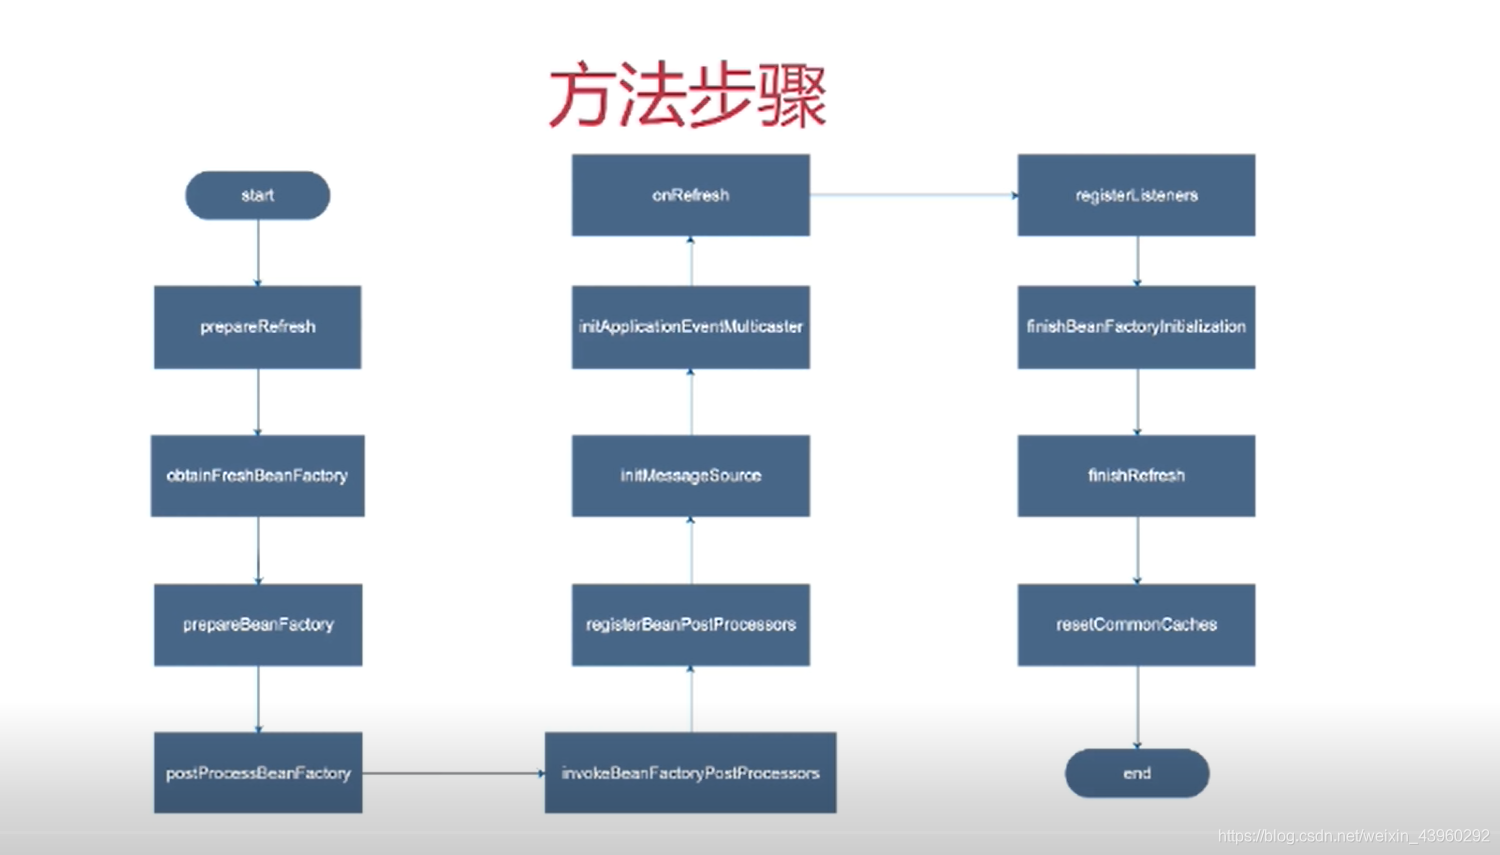 方法步骤
start
prepareRefresh
obtainFreshBeanFactory
prepareBeanFactory
postProcessBeanFactory
invokeBeanFactoryPostProcessors
registerBeanPostProcessors
initMessageSource
initApplicationEventMulticaster
onRefresh
registerListeners
finishBeanFactoryInitialization
finishRefresh
resetCommonCaches
end
https://blog.csdn.net/weixin_43960292